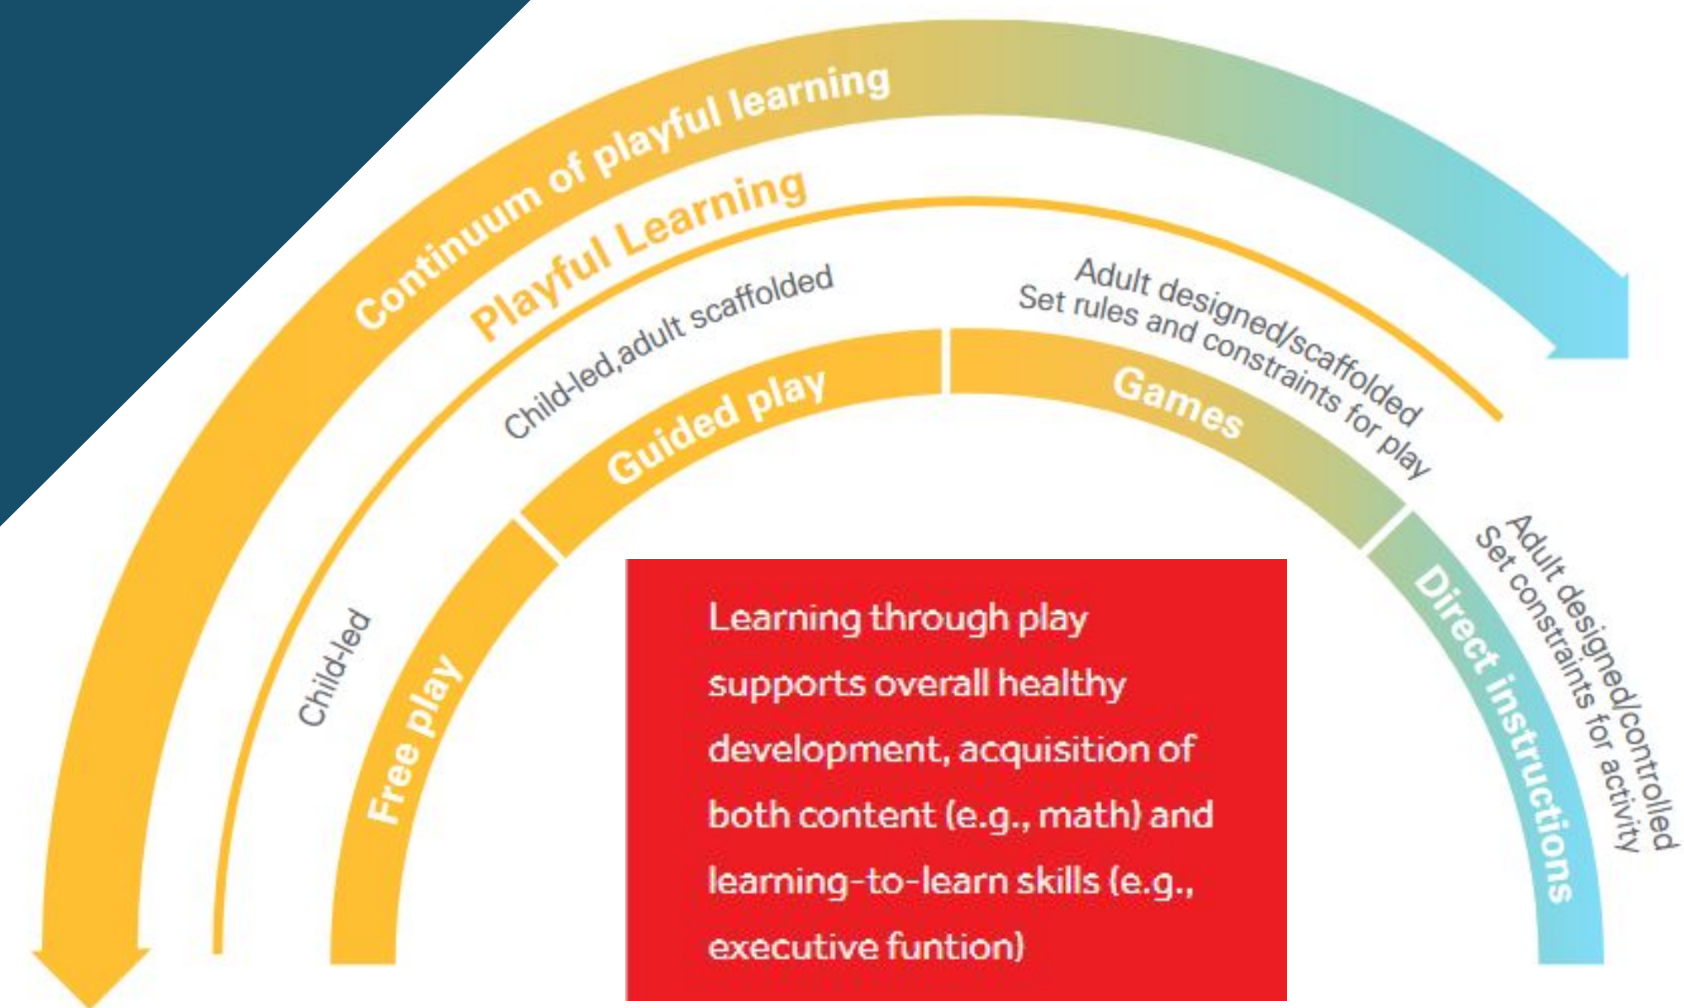 Continuum of playful learning
Playful Learning
Child-led
Child-led,adult scaffolded
Adult designed/scaffolded
Set rules and constraints for play
Adult designed/controlled
Set constraints for activity
Free play
Guided play
Games
Direct instructions
Learning through play
supports overall healthy
development, acquisition of
both content (e.g., math) and
learning-to-learn skills (e.g.,
executive funtion)